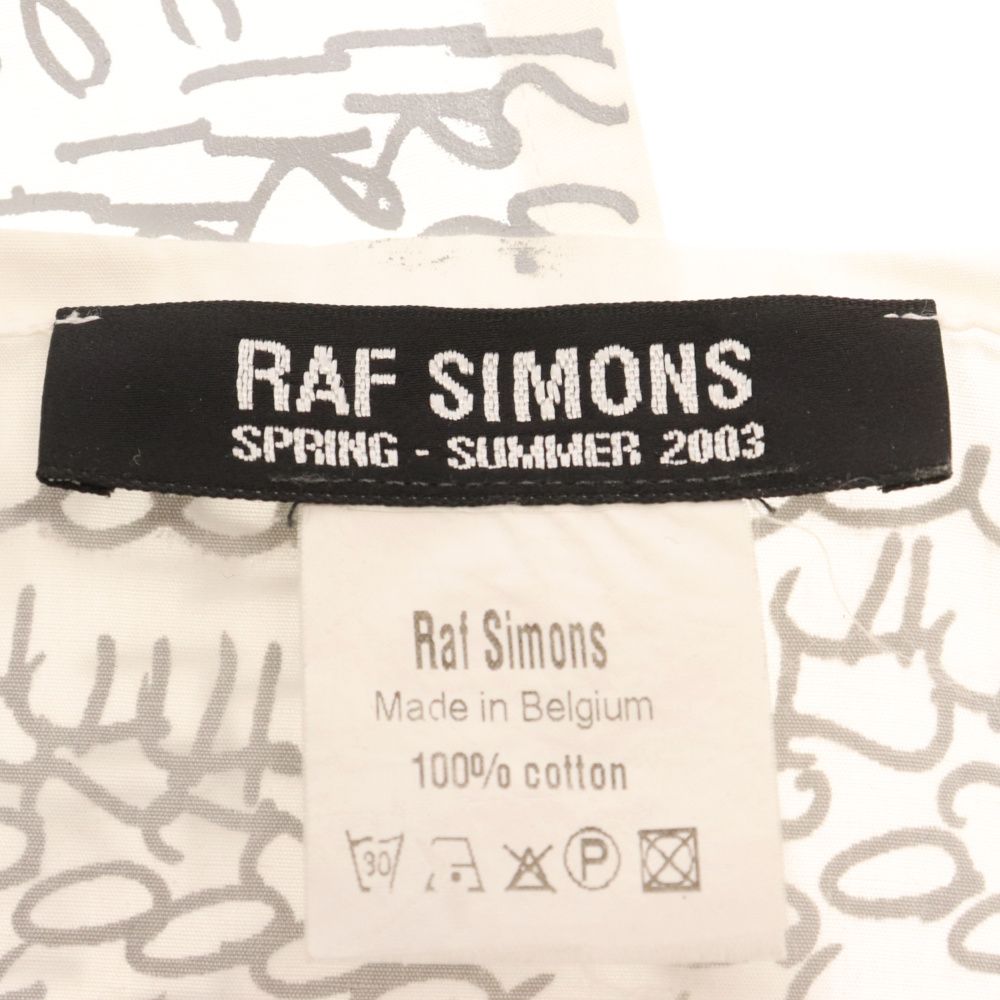 RAF SIMONS
SPRING - SUMMER 2003
Raf Simons
Made in Belgium
100% cotton
30
P